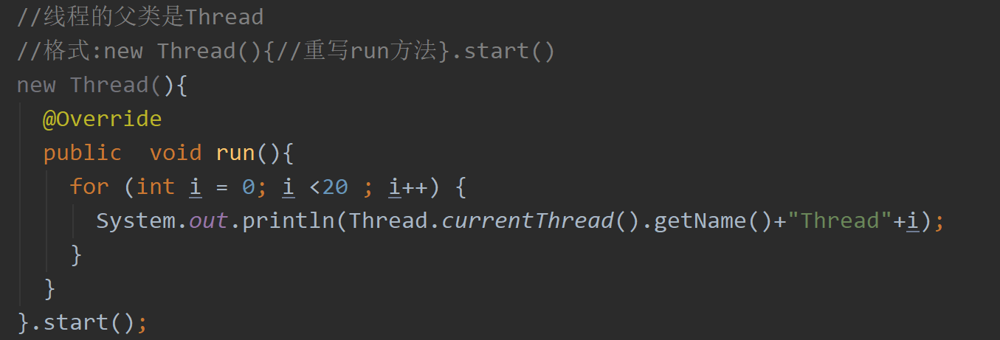 //线程的父类是Thread
//格式:new Thread(){//重写run方法}.start()
new Thread(){
  @Override
  public  void run(){
    for (int i = 0; i <20 ; i++) {
      System.out.println(Thread.currentThread().getName()+"Thread"+i);
    }
  }
}.start();